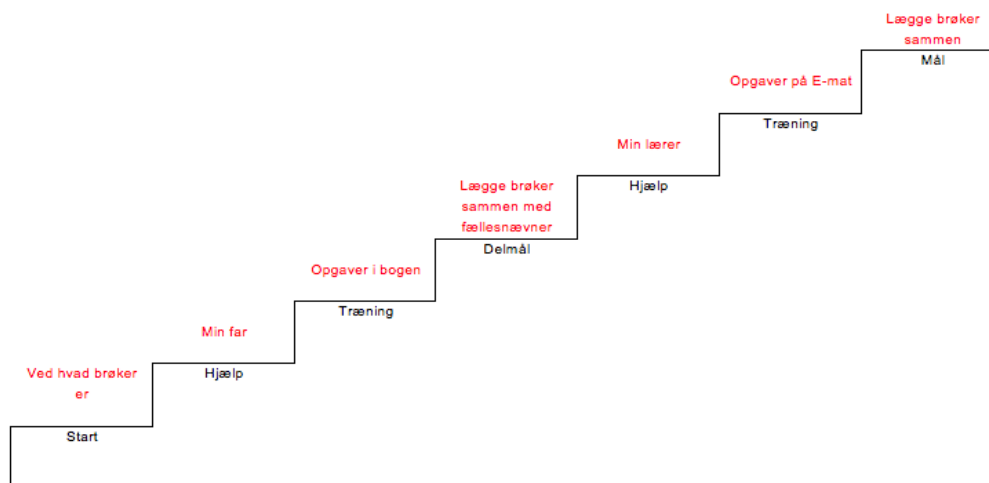 Lægge brøker
sammen
Mål
Opgaver på E-mat
Træning
Min lærer
Hjælp
Lægge brøker
sammen med
fællesnævner
Delmål
Opgaver i bogen
Træning
Min far
Hjælp
Ved hvad brøker
er
Start